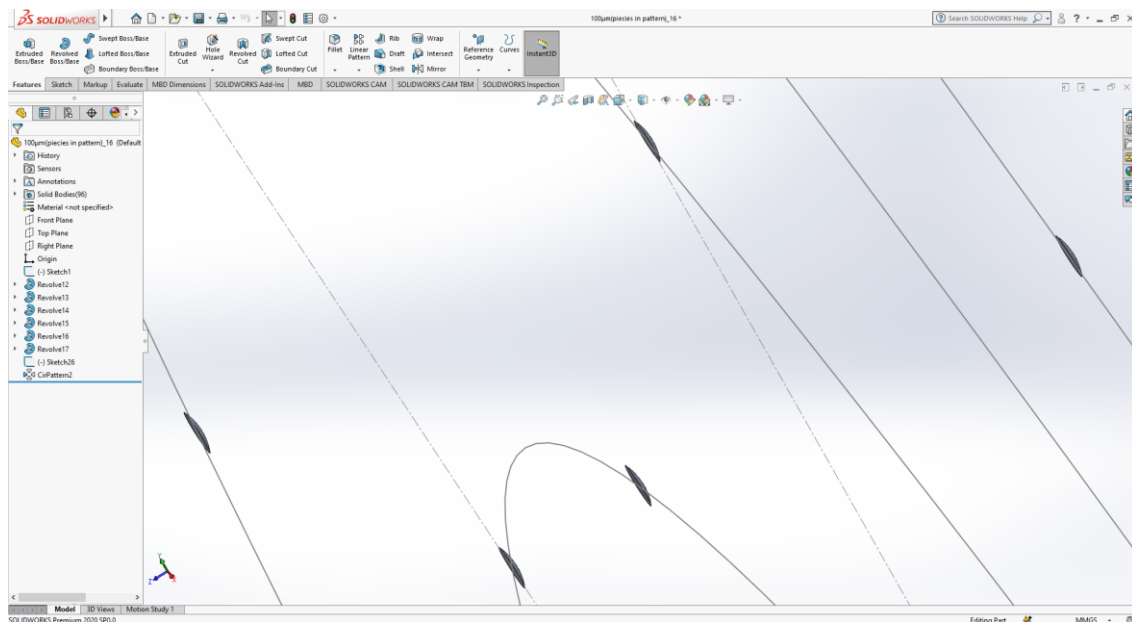 SOLIDWORKS
100µm(piecies in pattern)_16 *
Search SOLIDWORKS Help
Extruded Boss/Base
Revolved Boss/Base
Swept Boss/Base
Lofted Boss/Base
Boundary Boss/Base
Extruded Cut
Hole Wizard
Revolved Cut
Swept Cut
Lofted Cut
Boundary Cut
Fillet
Linear Pattern
Rib
Draft
Shell
Wrap
Intersect
Mirror
Reference Geometry
Curves
Instant3D
Features Sketch Markup Evaluate MBD Dimensions SOLIDWORKS Add-Ins MBD SOLIDWORKS CAM SOLIDWORKS CAM TBM SOLIDWORKS Inspection
100µm(piecies in pattern)_16 (Default
History
Sensors
Annotations
Solid Bodies(96)
Material <not specified>
Front Plane
Top Plane
Right Plane
Origin
(-) Sketch1
Revolve12
Revolve13
Revolve14
Revolve15
Revolve16
Revolve17
(-) Sketch26
CirPattern2
Y
Z
X
Model 3D Views Motion Study 1
SOLIDWORKS Premium 2020 SP0.0
Editing Part
MMGS